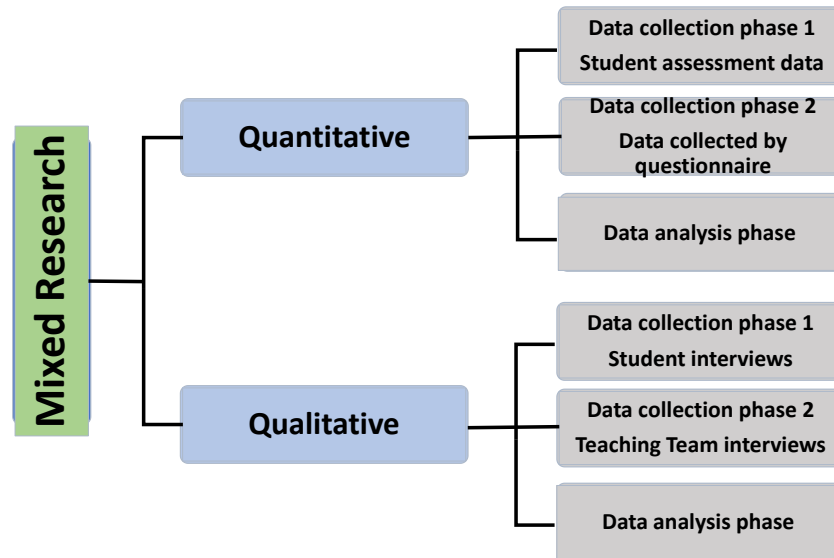 Mixed Research
Quantitative
Data collection phase 1
Student assessment data
Data collection phase 2
Data collected by
questionnaire
Data analysis phase
Qualitative
Data collection phase 1
Student interviews
Data collection phase 2
Teaching Team interviews
Data analysis phase